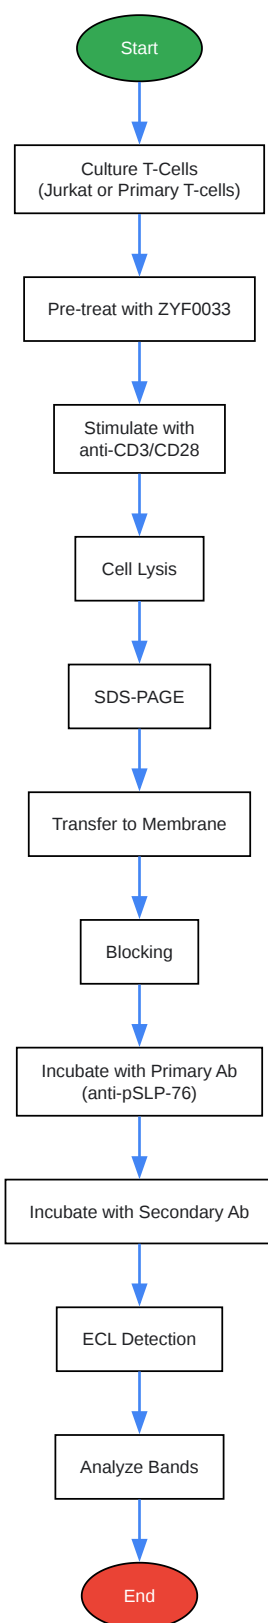 Start
Culture T-Cells
(Jurkat or Primary T-cells)
Pre-treat with ZYF0033
Stimulate with
anti-CD3/CD28
Cell Lysis
SDS-PAGE
Transfer to Membrane
Blocking
Incubate with Primary Ab
(anti-pSLP-76)
Incubate with Secondary Ab
ECL Detection
Analyze Bands
End